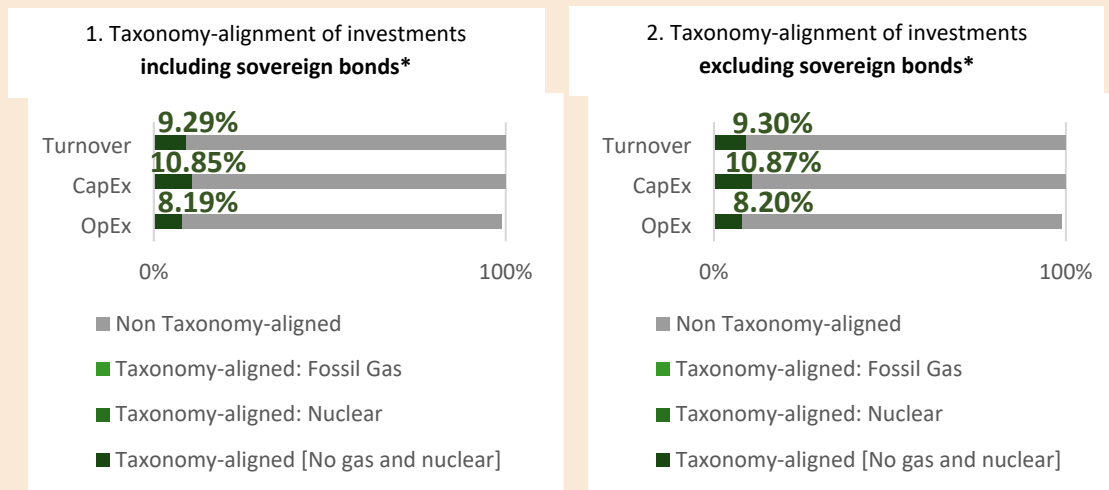 1. Taxonomy-alignment of investments
including sovereign bonds*
9.29%
Turnover
10.85%
CapEx
8.19%
OpEx
0%
100%
Non Taxonomy-aligned
Taxonomy-aligned: Fossil Gas
Taxonomy-aligned: Nuclear
Taxonomy-aligned [No gas and nuclear]
2. Taxonomy-alignment of investments
excluding sovereign bonds*
9.30%
Turnover
10.87%
CapEx
8.20%
OpEx
0%
100%
Non Taxonomy-aligned
Taxonomy-aligned: Fossil Gas
Taxonomy-aligned: Nuclear
Taxonomy-aligned [No gas and nuclear]